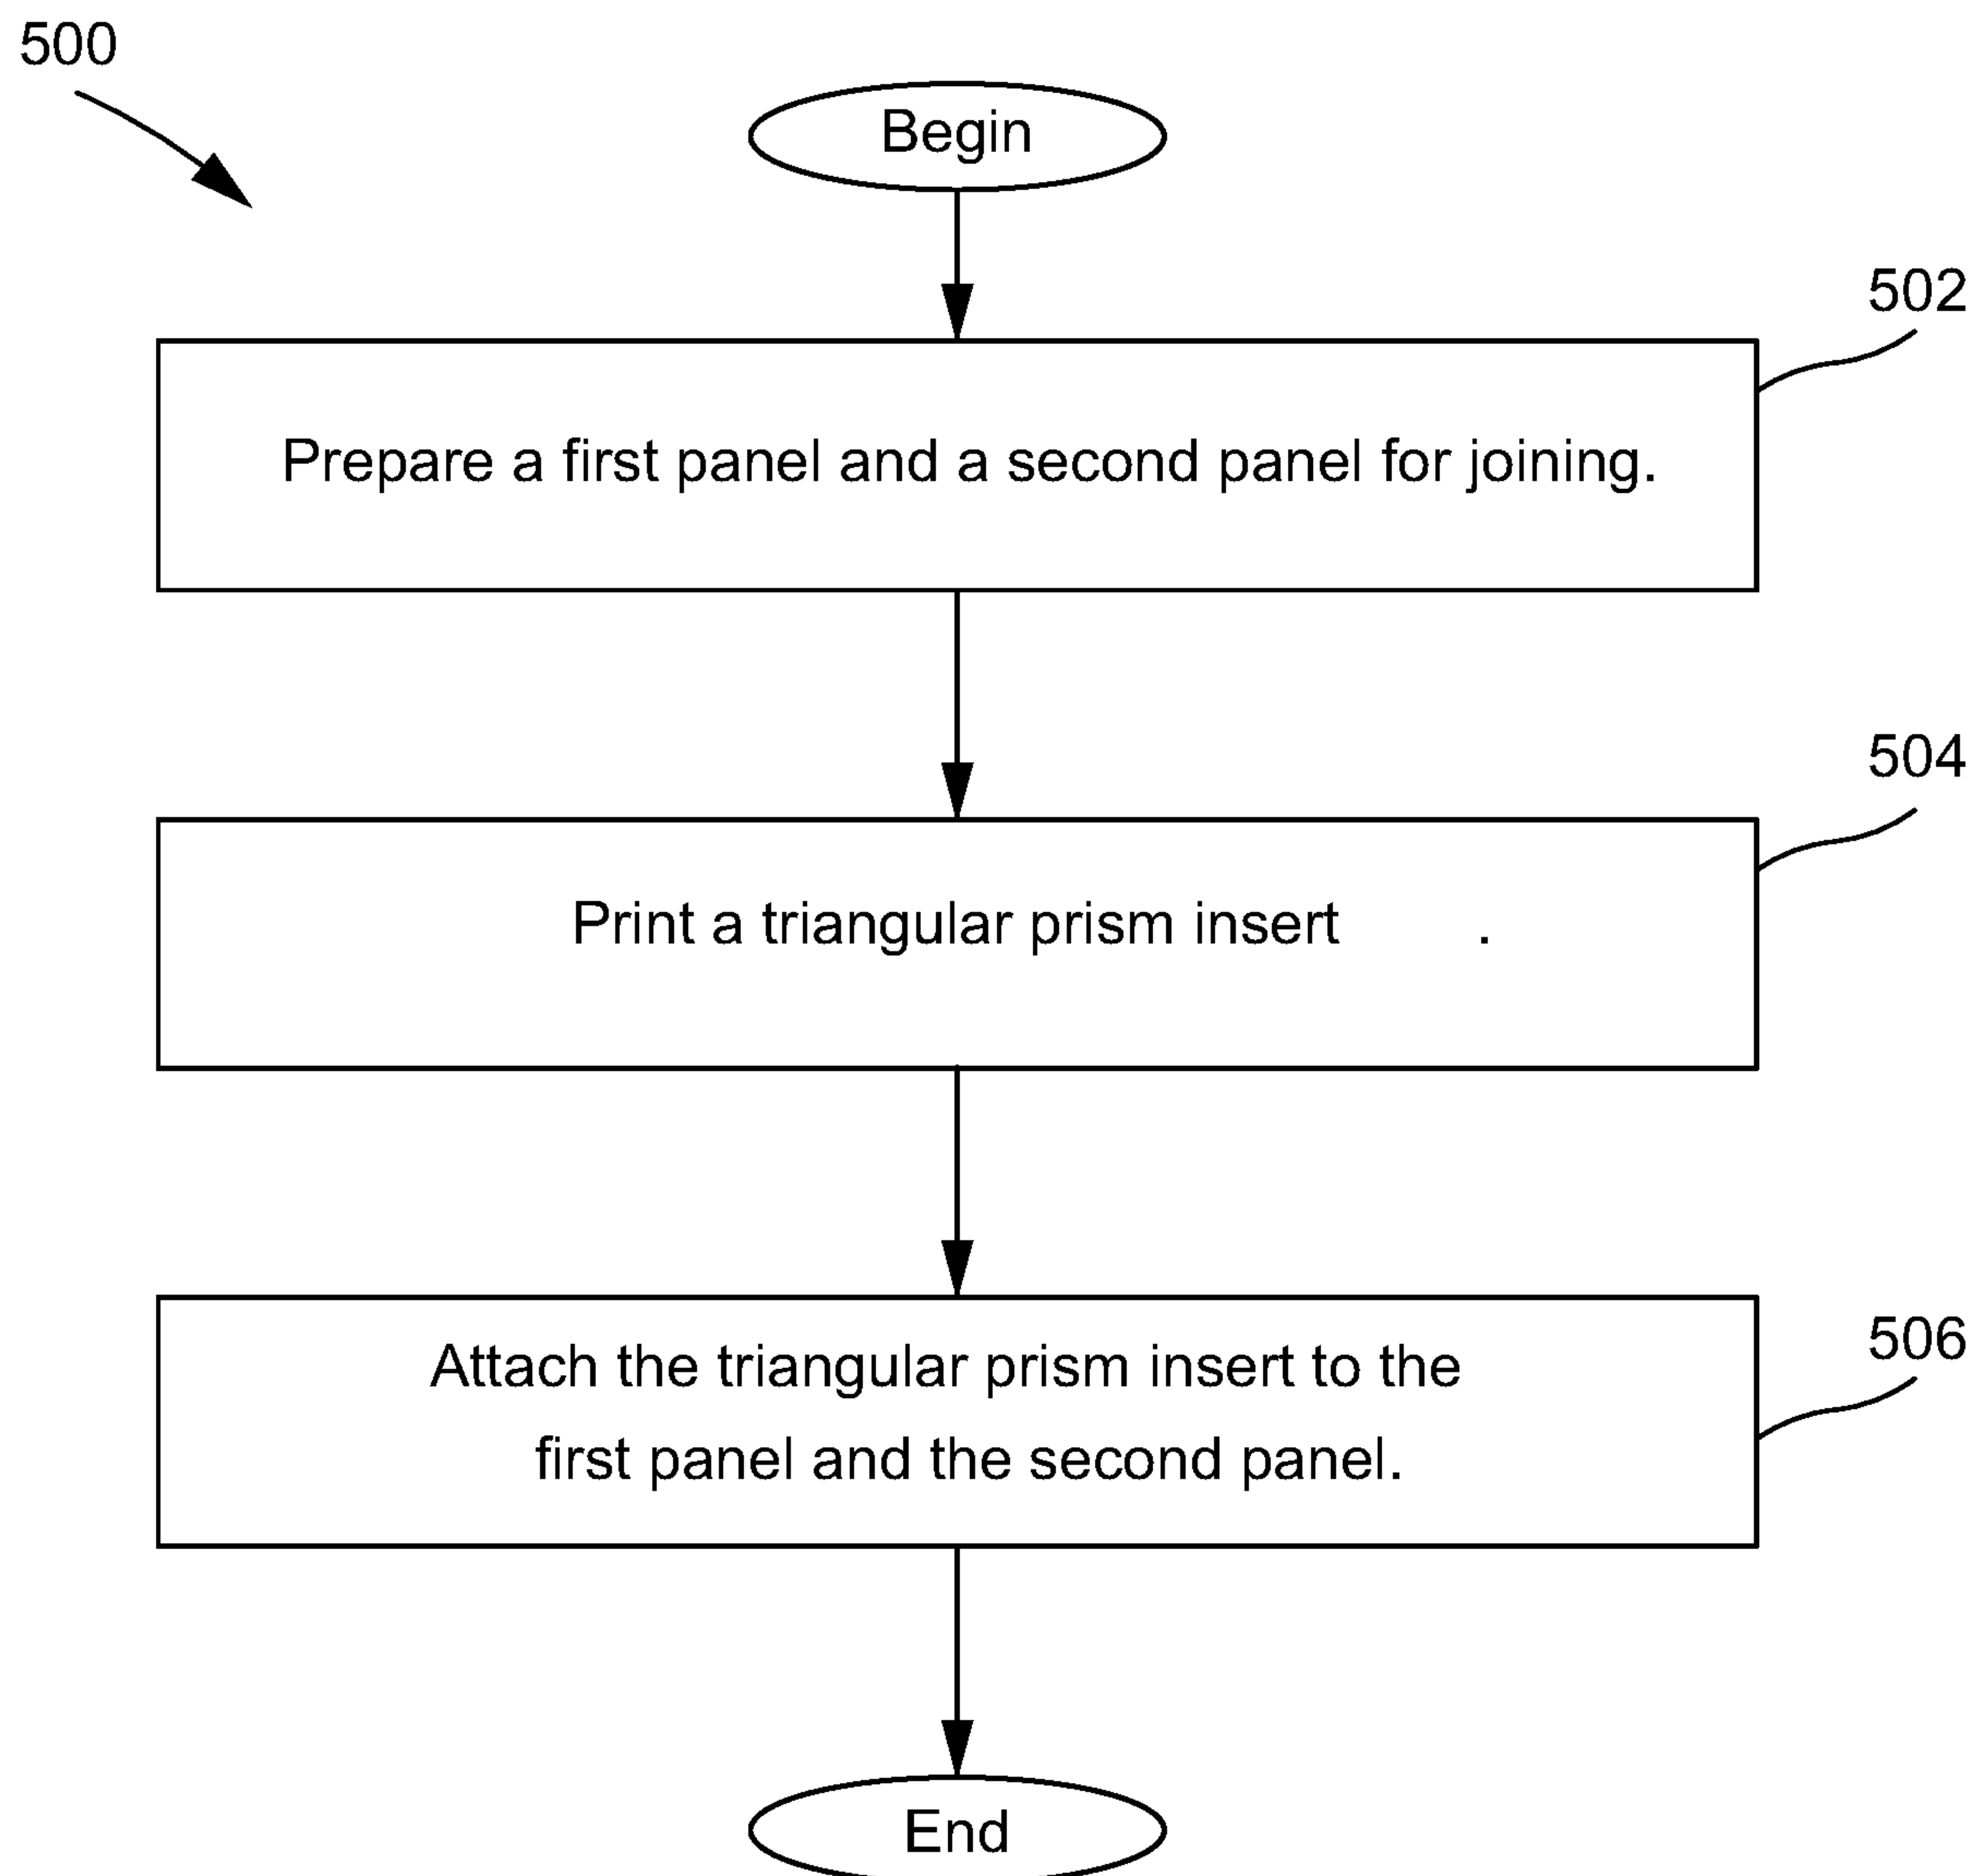 500
Begin
502
Prepare a first panel and a second panel for joining.
504
Print a triangular prism insert .
506
Attach the triangular prism insert to the
first panel and the second panel.
End